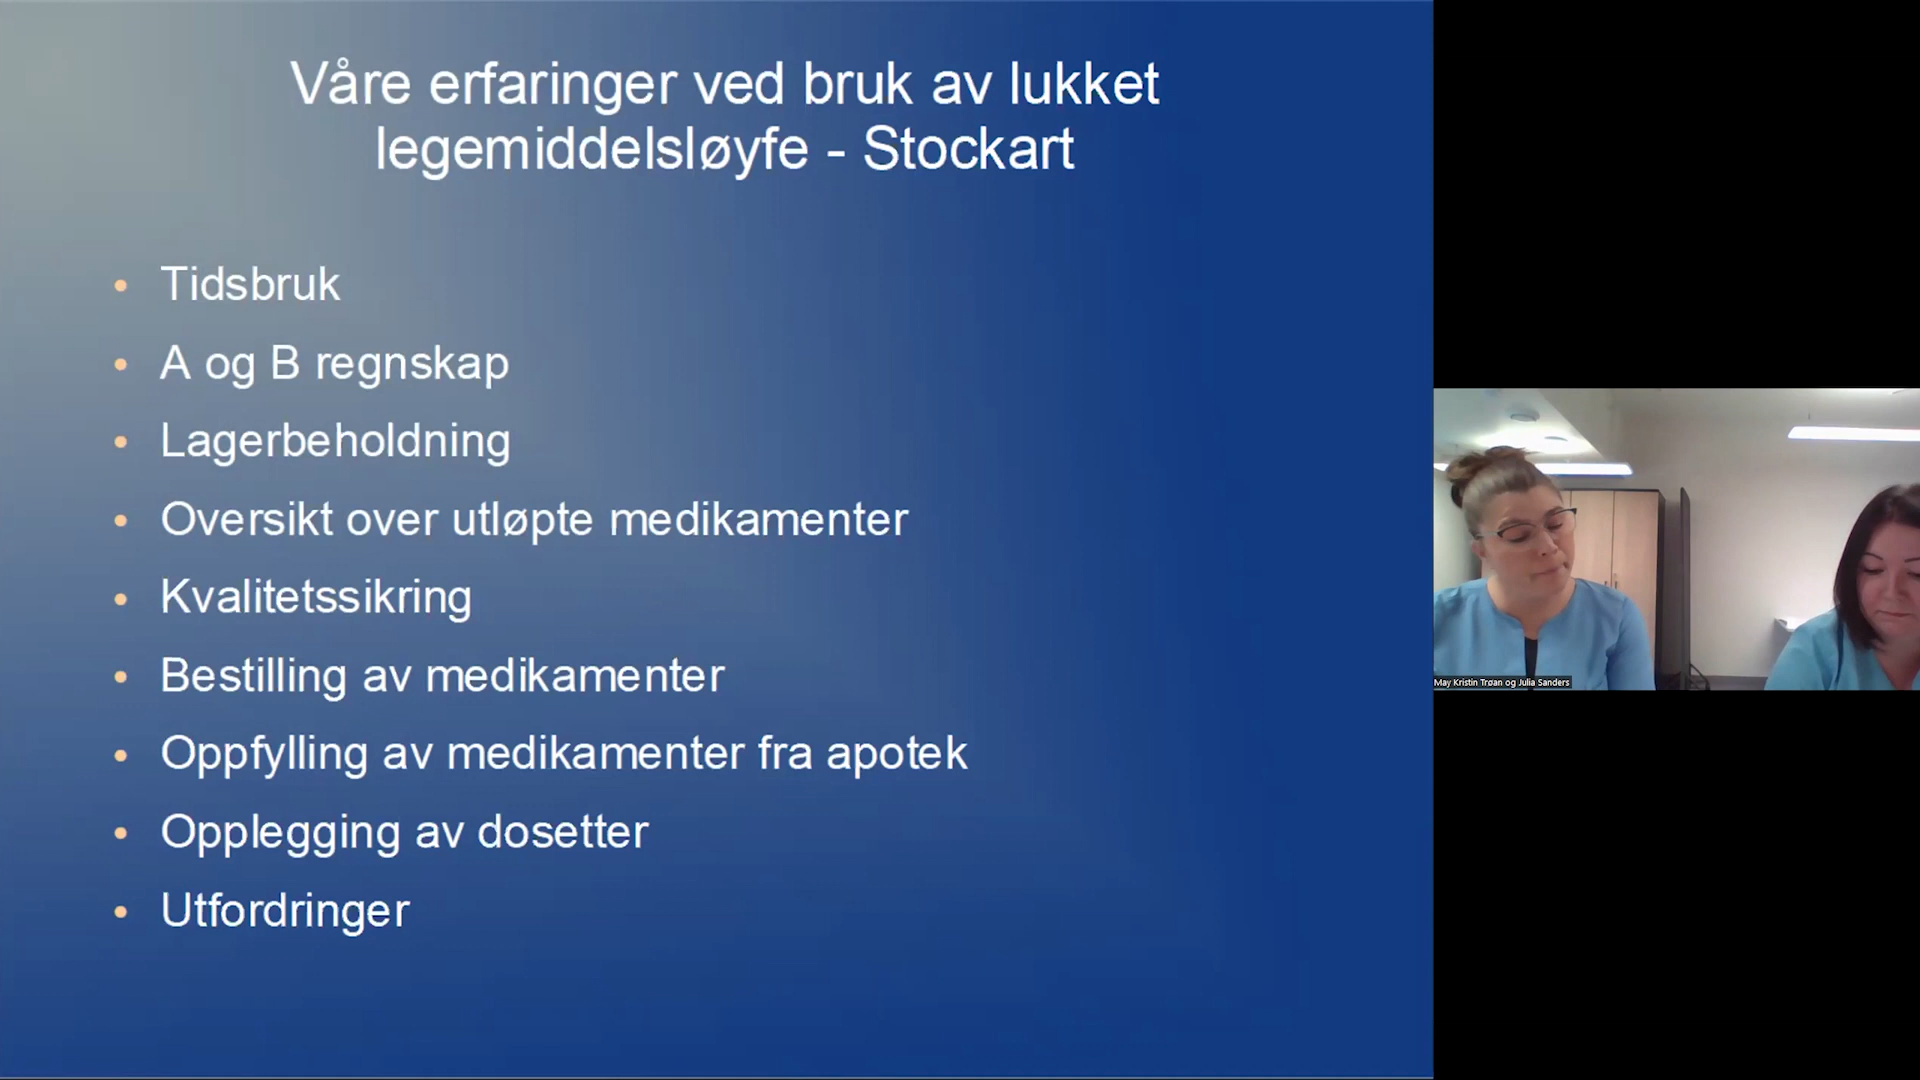 Våre erfaringer ved bruk av lukket
legemiddelsløyfe - Stockart
• Tidsbruk
• A og B regnskap
• Lagerbeholdning
• Oversikt over utløpte medikamenter
• Kvalitetssikring
• Bestilling av medikamenter
• Oppfylling av medikamenter fra apotek
• Opplegging av dosetter
• Utfordringer
May Kristin Trøan og Julia Sanders